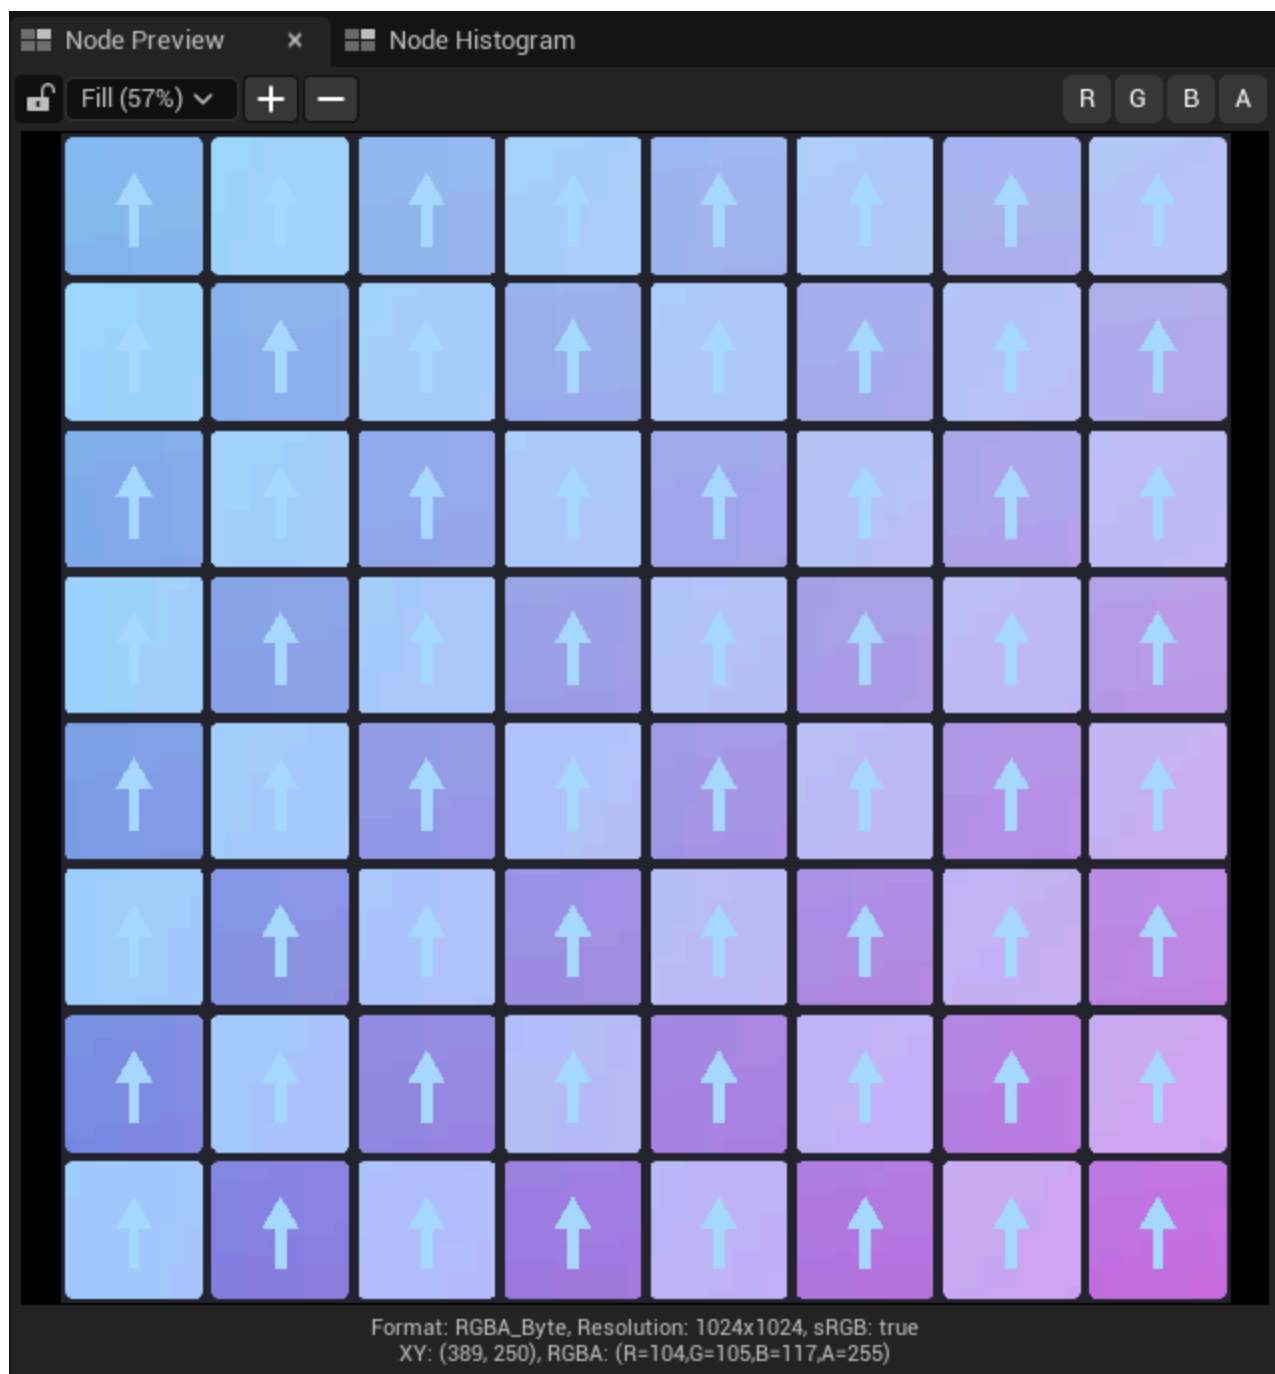 Node Preview × Node Histogram
Fill (57%) + − R G B A
Format: RGBA_Byte, Resolution: 1024x1024, sRGB: true
XY: (389, 250), RGBA: (R=104,G=105,B=117,A=255)